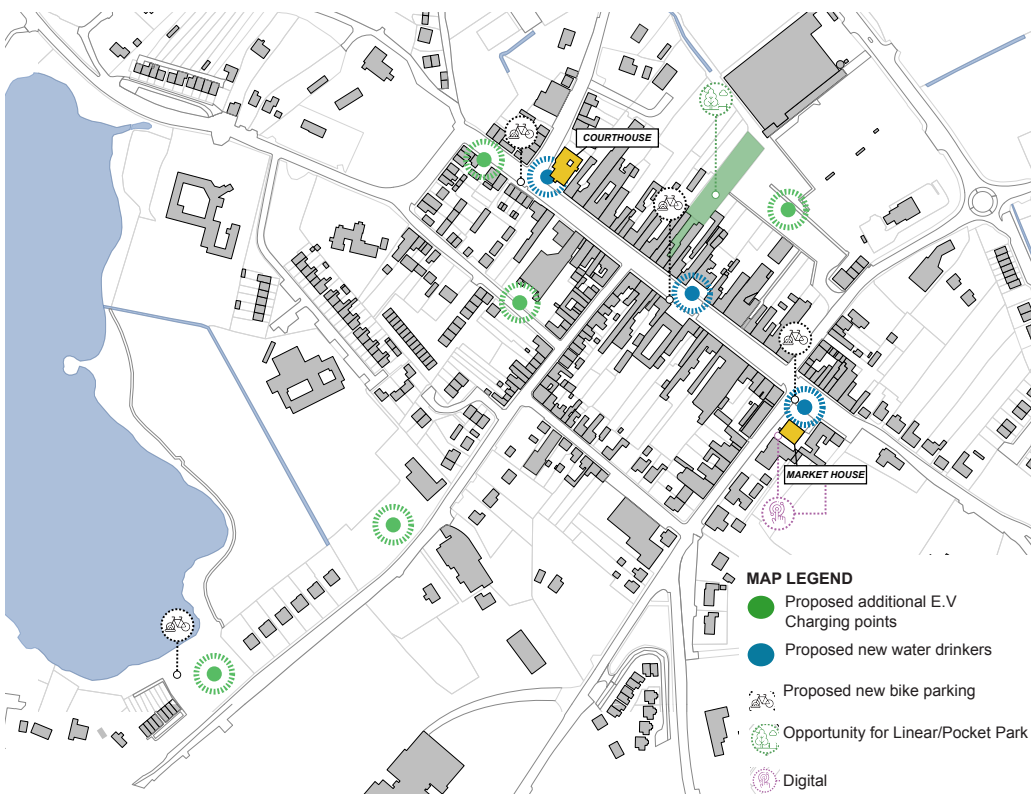 COURTHOUSE
MARKET HOUSE
MAP LEGEND
Proposed additional E.V
Charging points
Proposed new water drinkers
Proposed new bike parking
Opportunity for Linear/Pocket Park
Digital